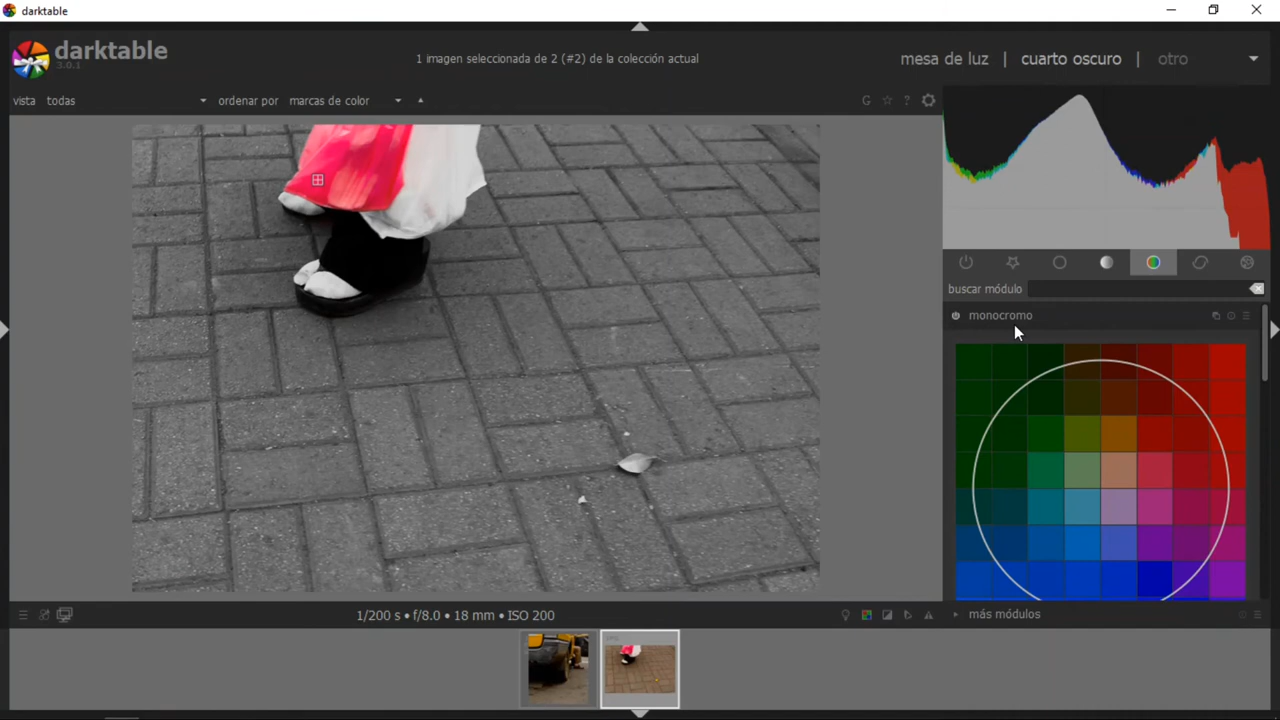 darktable
darktable
3.0.1
1 imagen seleccionada de 2 (#2) de la colección actual
mesa de luz | cuarto oscuro | otro
vista todas
ordenar por marcas de color
G ☆ ?
buscar módulo
monocromo
1/200 s • f/8.0 • 18 mm • ISO 200
más módulos